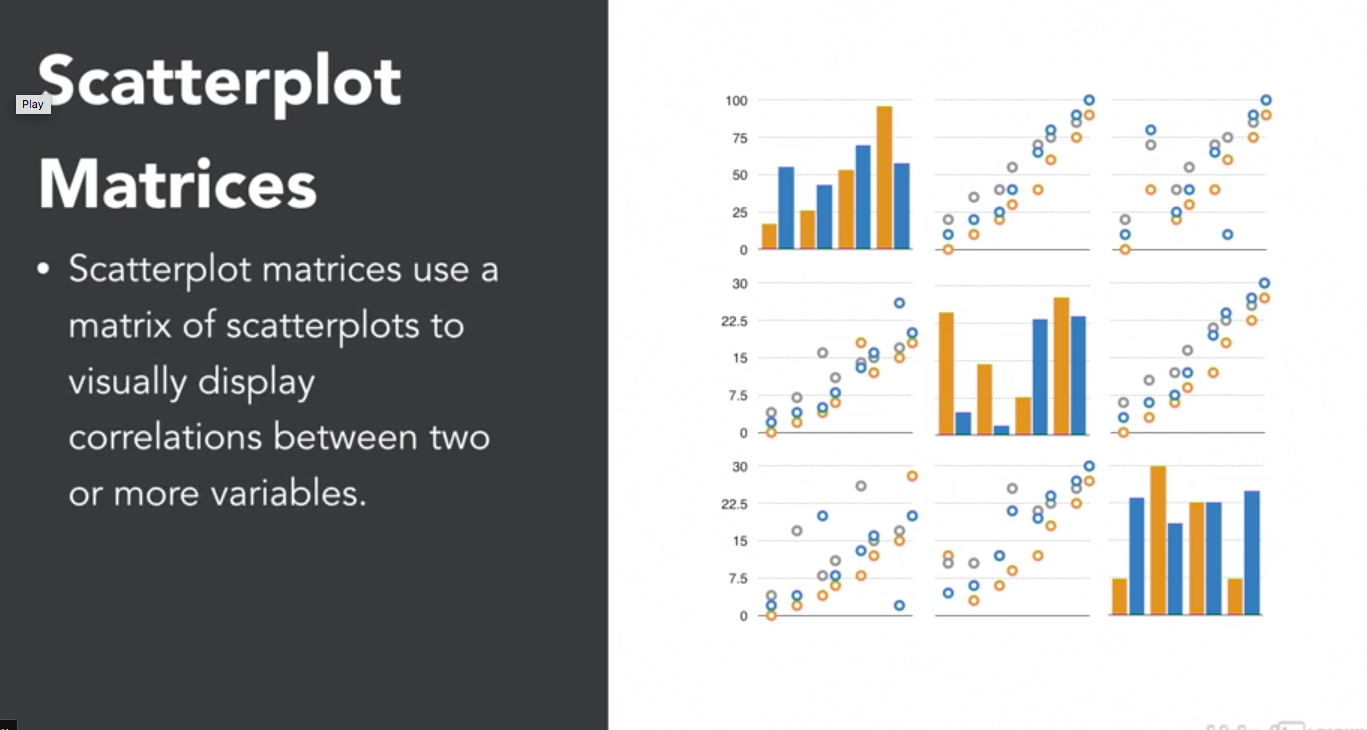 Scatterplot
Play
Matrices
• Scatterplot matrices use a
matrix of scatterplots to
visually display
correlations between two
or more variables.
100
75
50
25
0
30
22.5
15
7.5
0
30
22.5
15
7.5
0